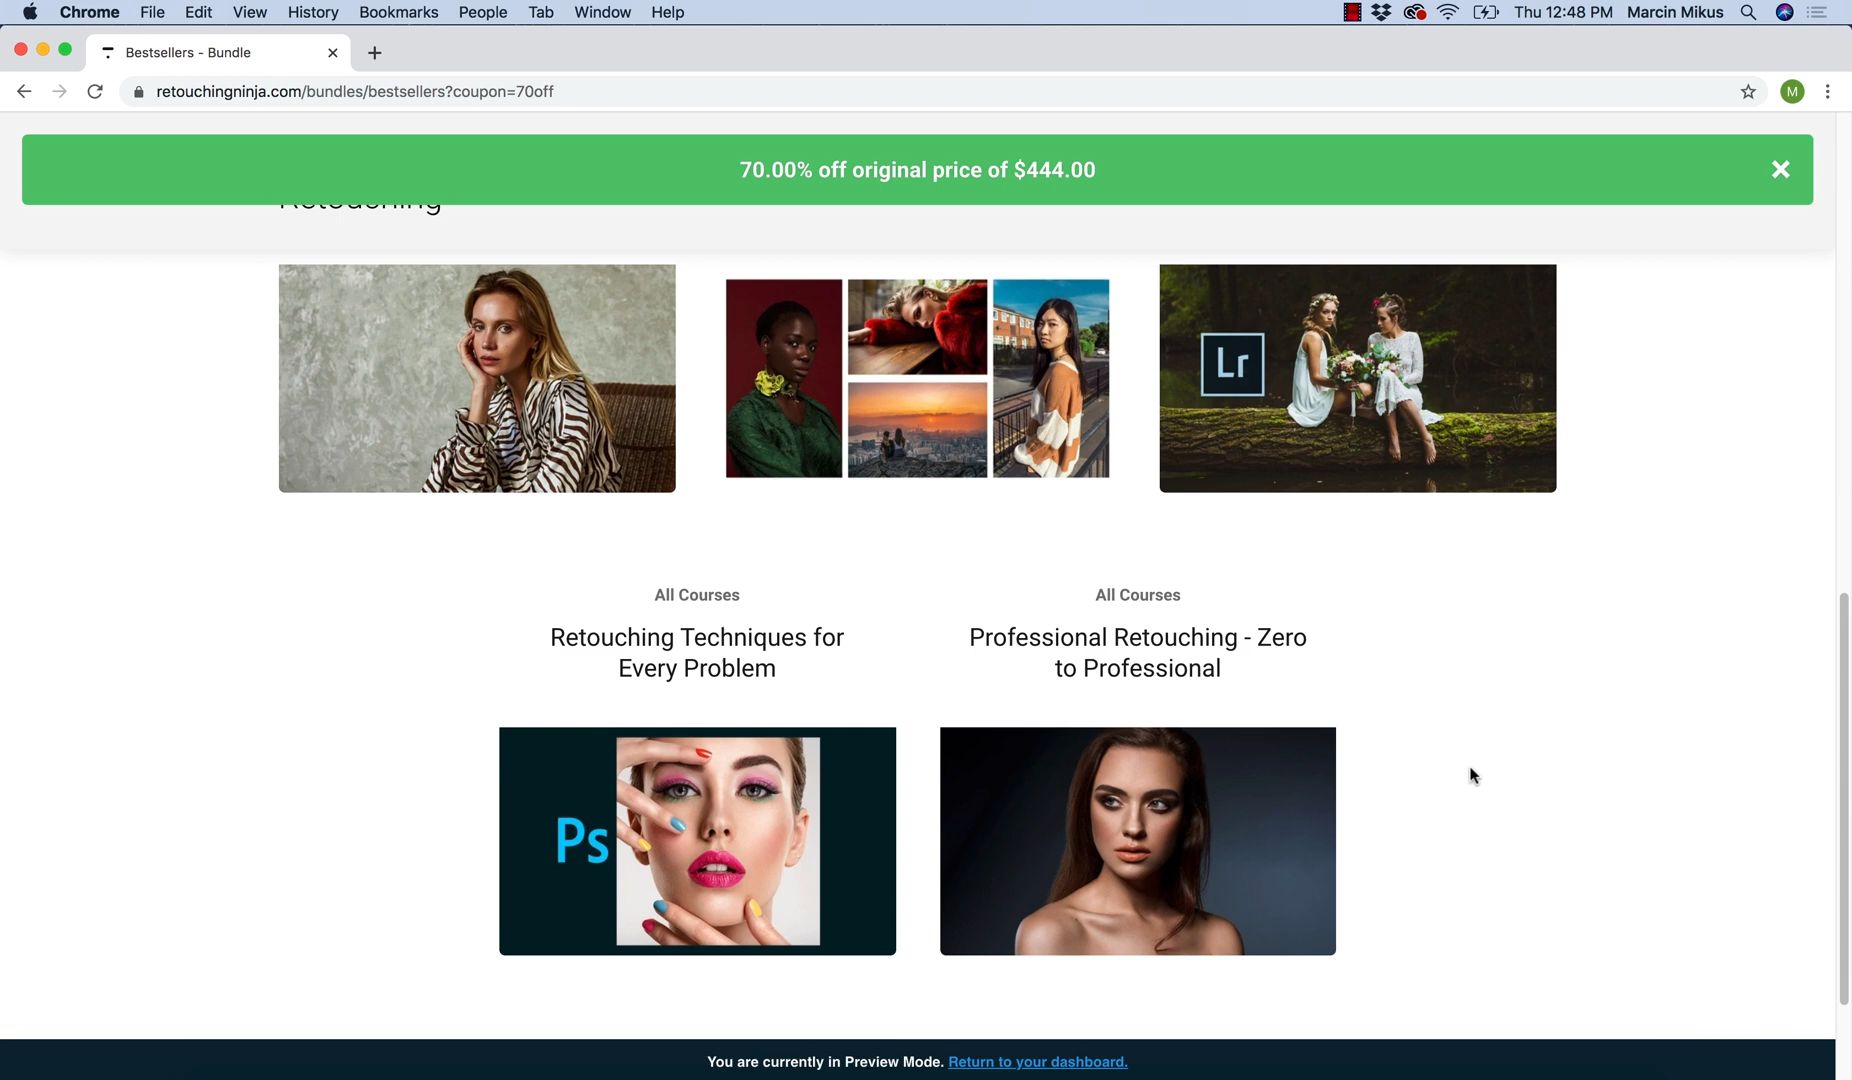 Chrome File Edit View History Bookmarks People Tab Window Help Thu 12:48 PM Marcin Mikus
Bestsellers - Bundle
retouchingninja.com/bundles/bestsellers?coupon=70off
M
70.00% off original price of $444.00
Retouching
Lr
All Courses
Retouching Techniques for
Every Problem
All Courses
Professional Retouching - Zero
to Professional
Ps
You are currently in Preview Mode. Return to your dashboard.